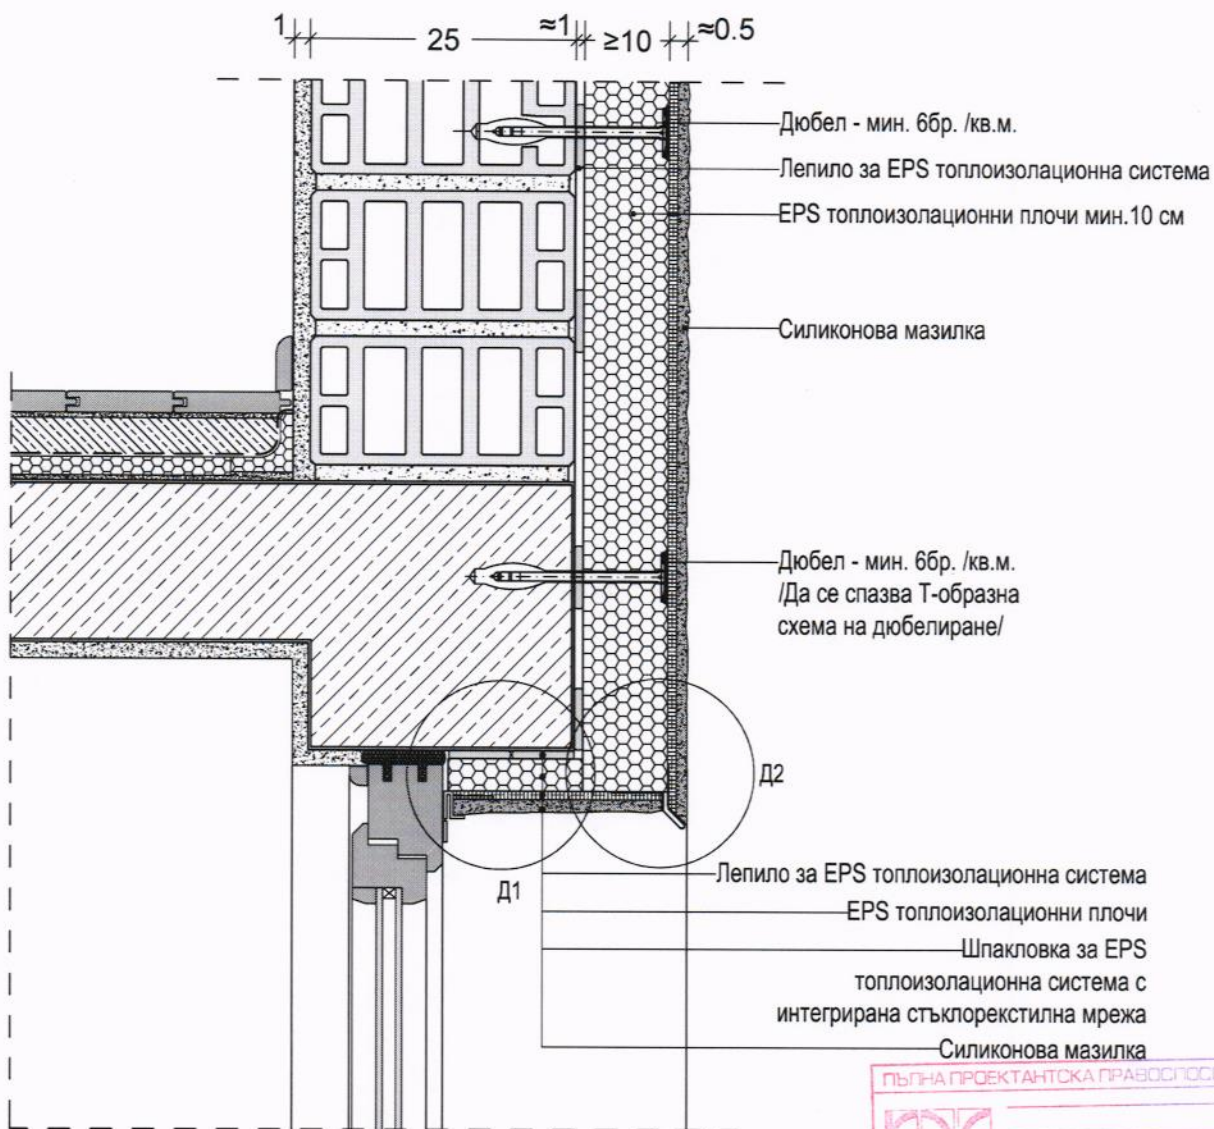 1 25 ≈1 ≥10 ≈0.5
Дюбел - мин. 6бр. /кв.м.
Лепило за EPS топлоизолационна система
EPS топлоизолационни плочи мин.10 см
Силиконова мазилка
Дюбел - мин. 6бр. /кв.м.
/Да се спазва Т-образна
схема на дюбелиране/
Д2
Д1
Лепило за EPS топлоизолационна система
EPS топлоизолационни плочи
Шпакловка за EPS
топлоизолационна система с
интегрирана стъклорекстилна мрежа
Силиконова мазилка
ПЪЛНА ПРОЕКТАНТСКА